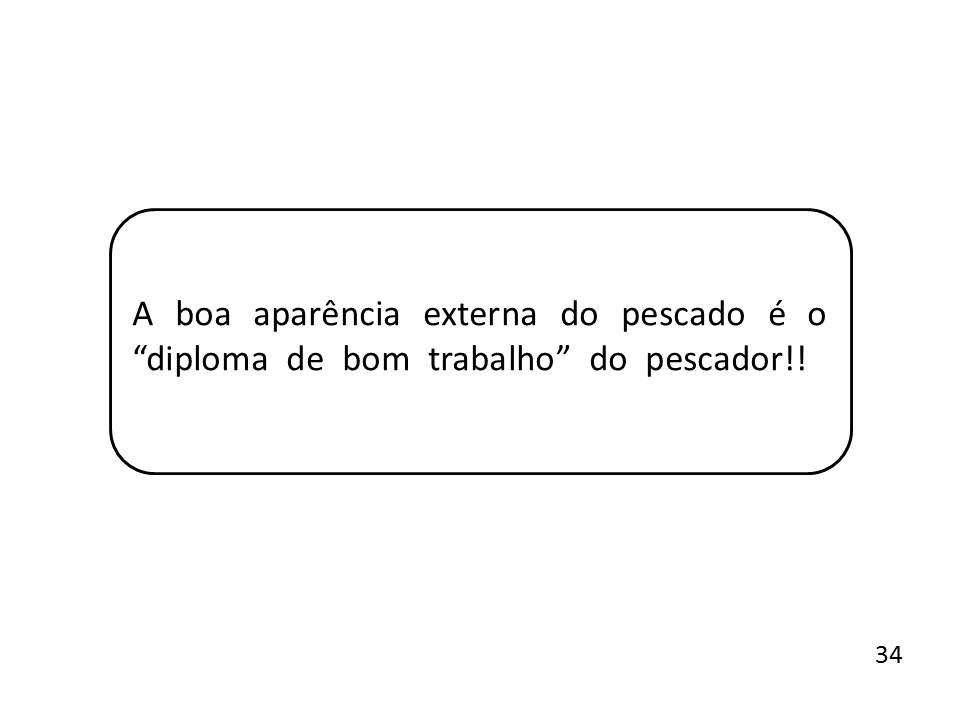 A boa aparência externa do pescado é o
“diploma de bom trabalho” do pescador!!
34